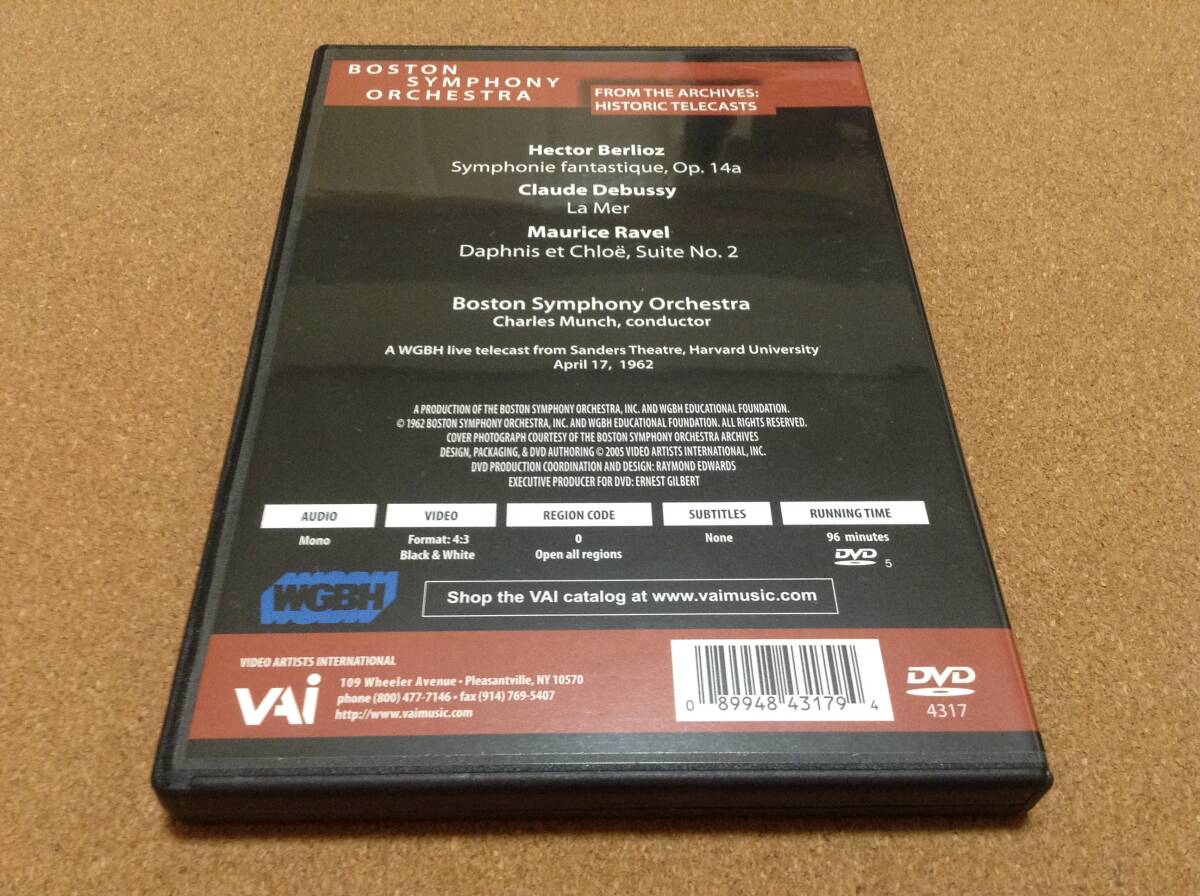 BOSTON
SYMPHONY
ORCHESTRA
FROM THE ARCHIVES:
HISTORIC TELECASTS
Hector Berlioz
Symphonie fantastique, Op. 14a
Claude Debussy
La Mer
Maurice Ravel
Daphnis et Chloë, Suite No. 2
Boston Symphony Orchestra
Charles Munch, conductor
A WGBH live telecast from Sanders Theatre, Harvard University
April 17, 1962
A PRODUCTION OF THE BOSTON SYMPHONY ORCHESTRA, INC. AND WGBH EDUCATIONAL FOUNDATION.
© 1962 BOSTON SYMPHONY ORCHESTRA, INC. AND WGBH EDUCATIONAL FOUNDATION. ALL RIGHTS RESERVED.
COVER PHOTOGRAPH COURTESY OF THE BOSTON SYMPHONY ORCHESTRA ARCHIVES
DESIGN, PACKAGING, & DVD AUTHORING © 2005 VIDEO ARTISTS INTERNATIONAL, INC.
DVD PRODUCTION COORDINATION AND DESIGN: RAYMOND EDWARDS
EXECUTIVE PRODUCER FOR DVD: ERNEST GILBERT
AUDIO VIDEO REGION CODE SUBTITLES RUNNING TIME
Mono Format: 4:3 0 None 96 minutes
Black & White Open all regions DVD 5
WGBH
Shop the VAI catalog at www.vaimusic.com
VIDEO ARTISTS INTERNATIONAL
VAI
109 Wheeler Avenue • Pleasantville, NY 10570
phone (800) 477-7146 • fax (914) 769-5407
http://www.vaimusic.com
0 89948 43179 4
DVD
4317